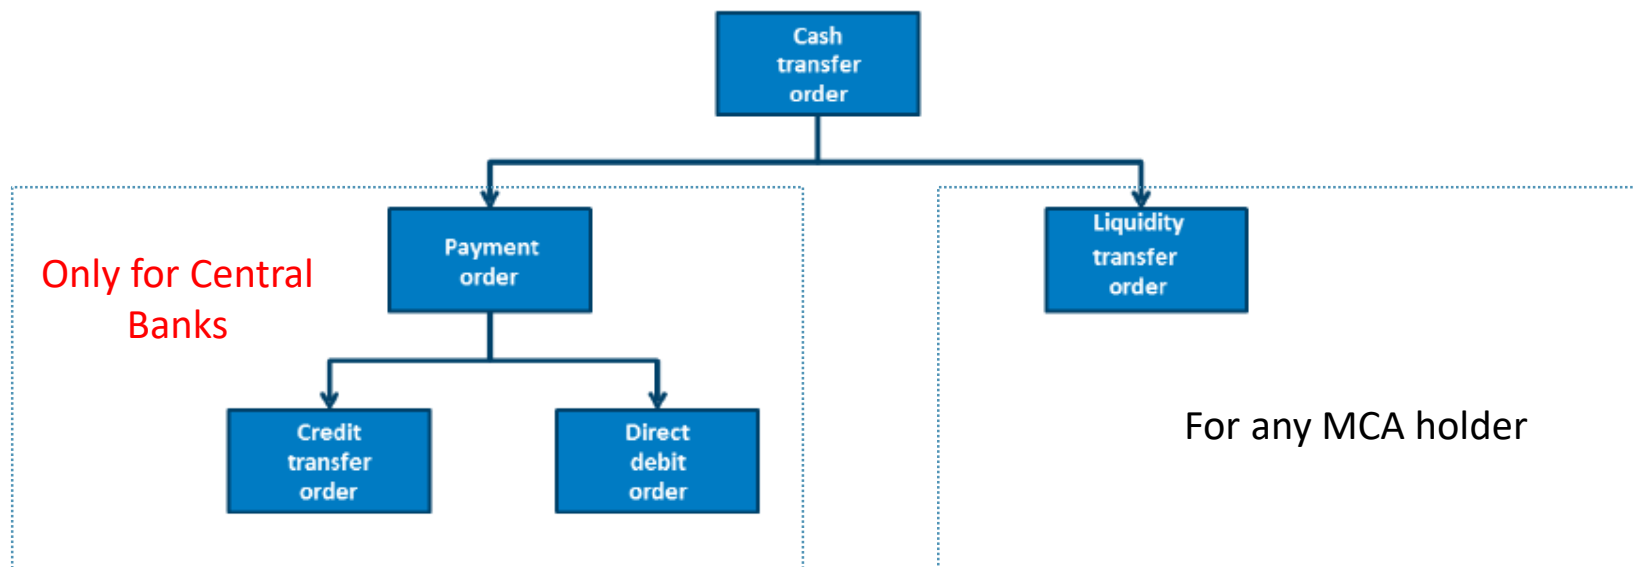 Cash
transfer
order
Only for Central
Banks
Payment
order
Liquidity
transfer
order
Credit
transfer
order
Direct
debit
order
For any MCA holder